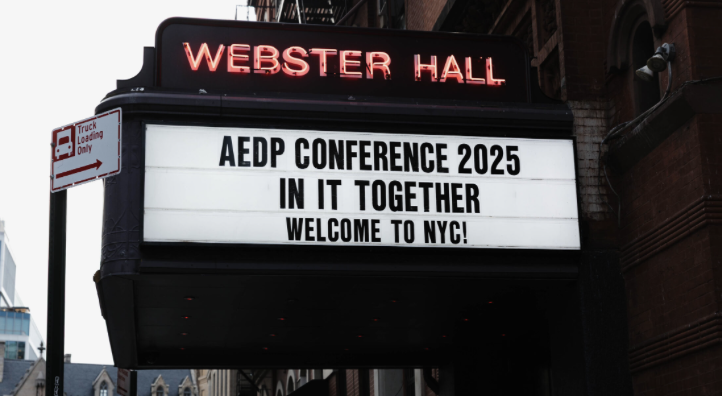 WEBSTER HALL
Truck
Loading
Only
AEDP CONFERENCE 2025
IN IT TOGETHER
WELCOME TO NYC!